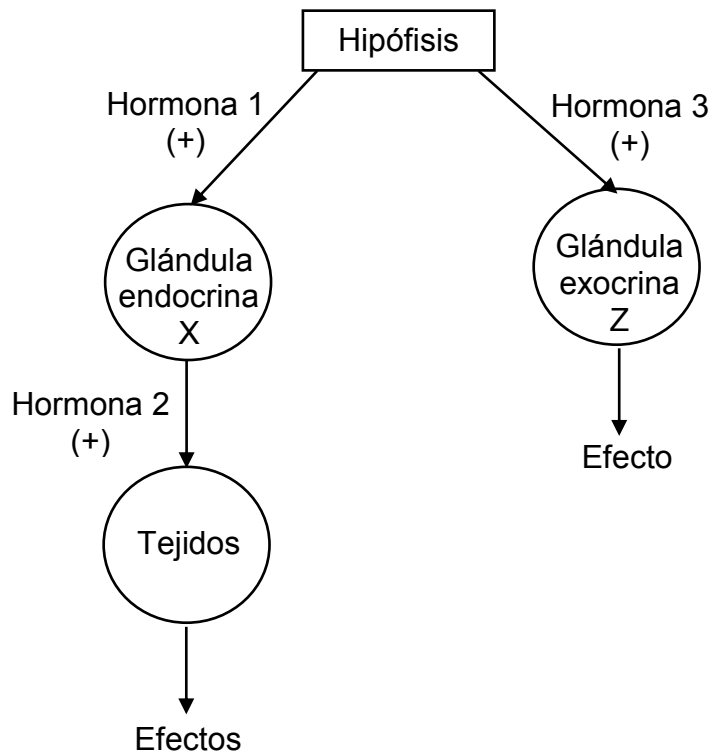 Hipófisis
Hormona 1
(+)
Hormona 3
(+)
Glándula
endocrina
X
Glándula
exocrina
Z
Hormona 2
(+)
Efecto
Tejidos
Efectos